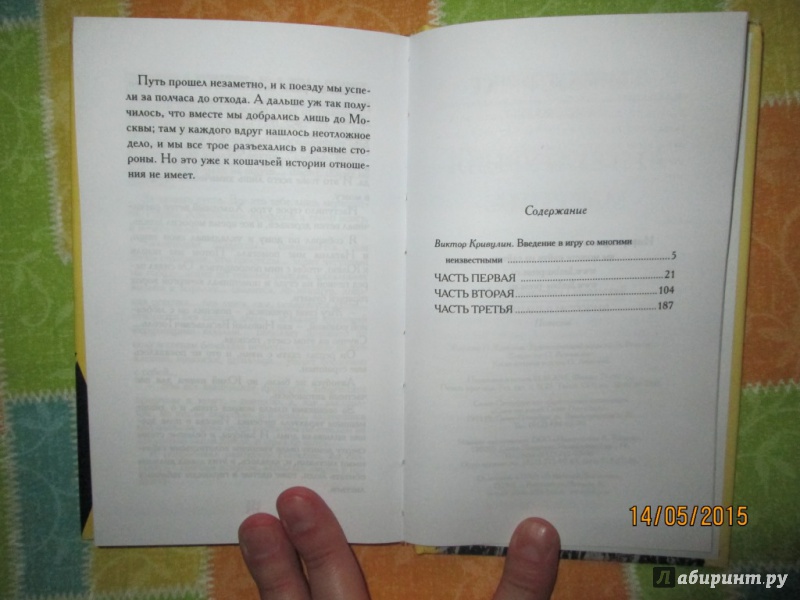 Путь прошел незаметно, и к поезду мы успе-
ли за полчаса до отхода. А дальше уж так полу-
чилось, что вместе мы добрались лишь до Мос-
квы; там у каждого вдруг нашлось неотложное
дело, и мы все трое разъехались в разные сто-
роны. Но это уже к кошачьей истории отноше-
ния не имеет.
Содержание
Виктор Кривулин. Введение в игру со многими
неизвестными ..... 5
ЧАСТЬ ПЕРВАЯ ..... 21
ЧАСТЬ ВТОРАЯ ..... 104
ЧАСТЬ ТРЕТЬЯ ..... 187
14/05/2015
Лабиринт.ру